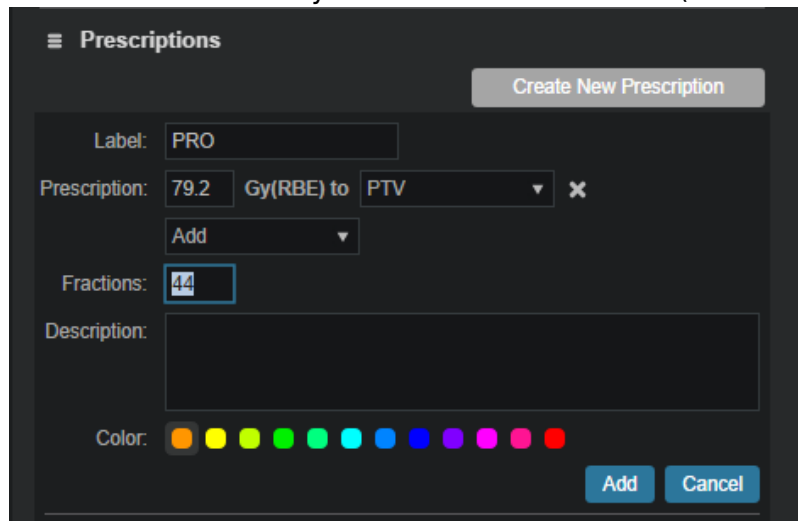 Prescriptions
Create New Prescription
Label: PRO
Prescription: 79.2 Gy(RBE) to PTV
Add
Fractions: 44
Description:
Color:
Add Cancel